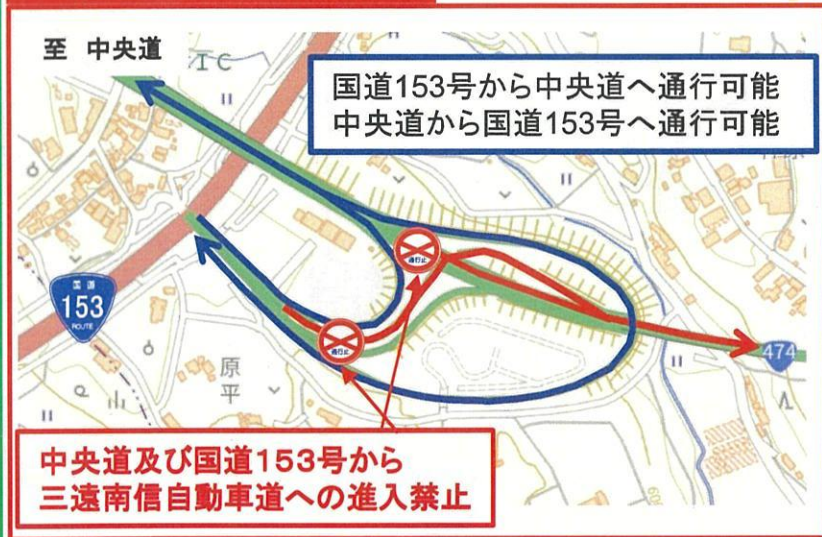 至 中央道
IC
国道153号から中央道へ通行可能
中央道から国道153号へ通行可能
通行止
国道
153
ROUTE
通行止
474
原平
中央道及び国道153号から
三遠南信自動車道への進入禁止